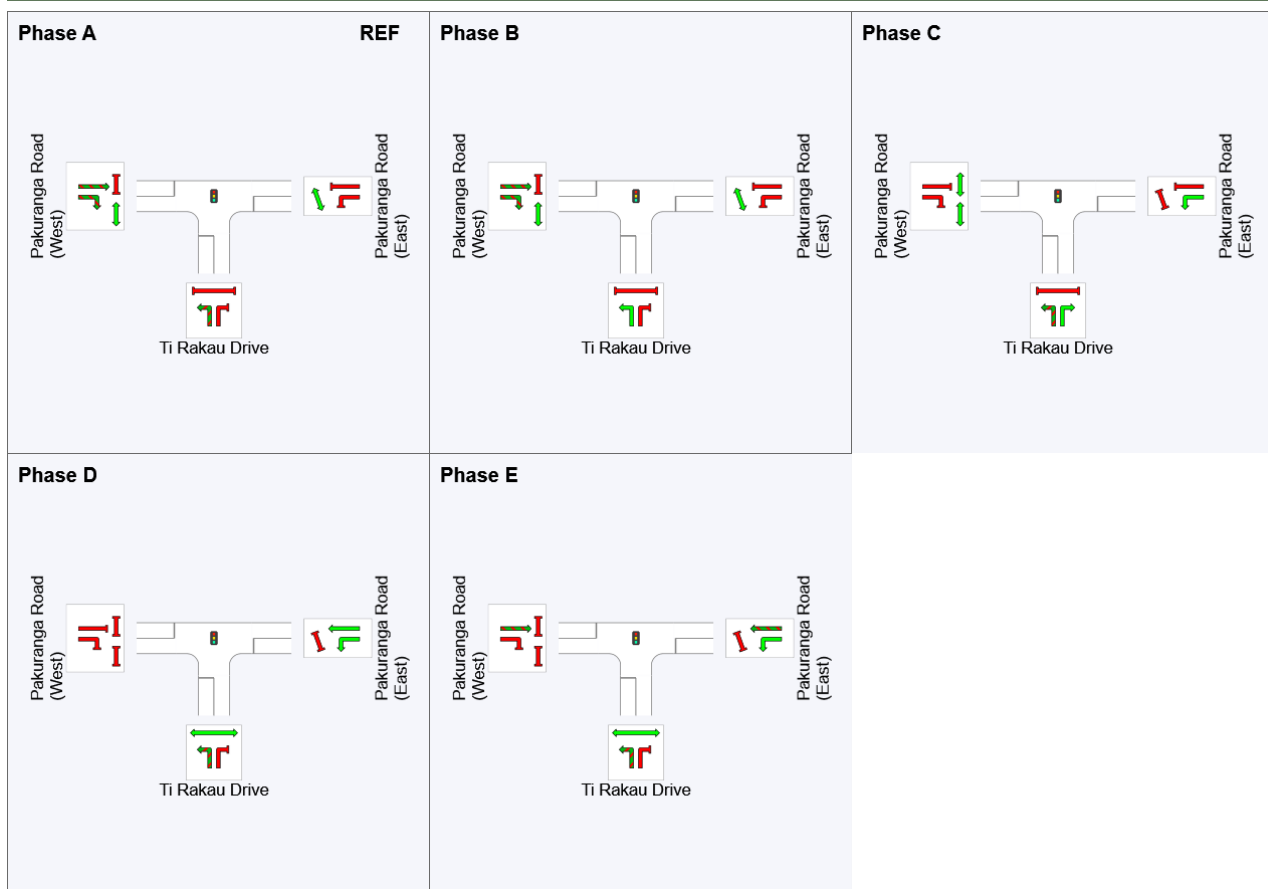 Phase A
REF
Phase B
Phase C
Pakuranga Road
(West)
Pakuranga Road
(East)
Ti Rakau Drive
Pakuranga Road
(West)
Pakuranga Road
(East)
Ti Rakau Drive
Pakuranga Road
(West)
Pakuranga Road
(East)
Ti Rakau Drive
Phase D
Phase E
Pakuranga Road
(West)
Pakuranga Road
(East)
Ti Rakau Drive
Pakuranga Road
(West)
Pakuranga Road
(East)
Ti Rakau Drive